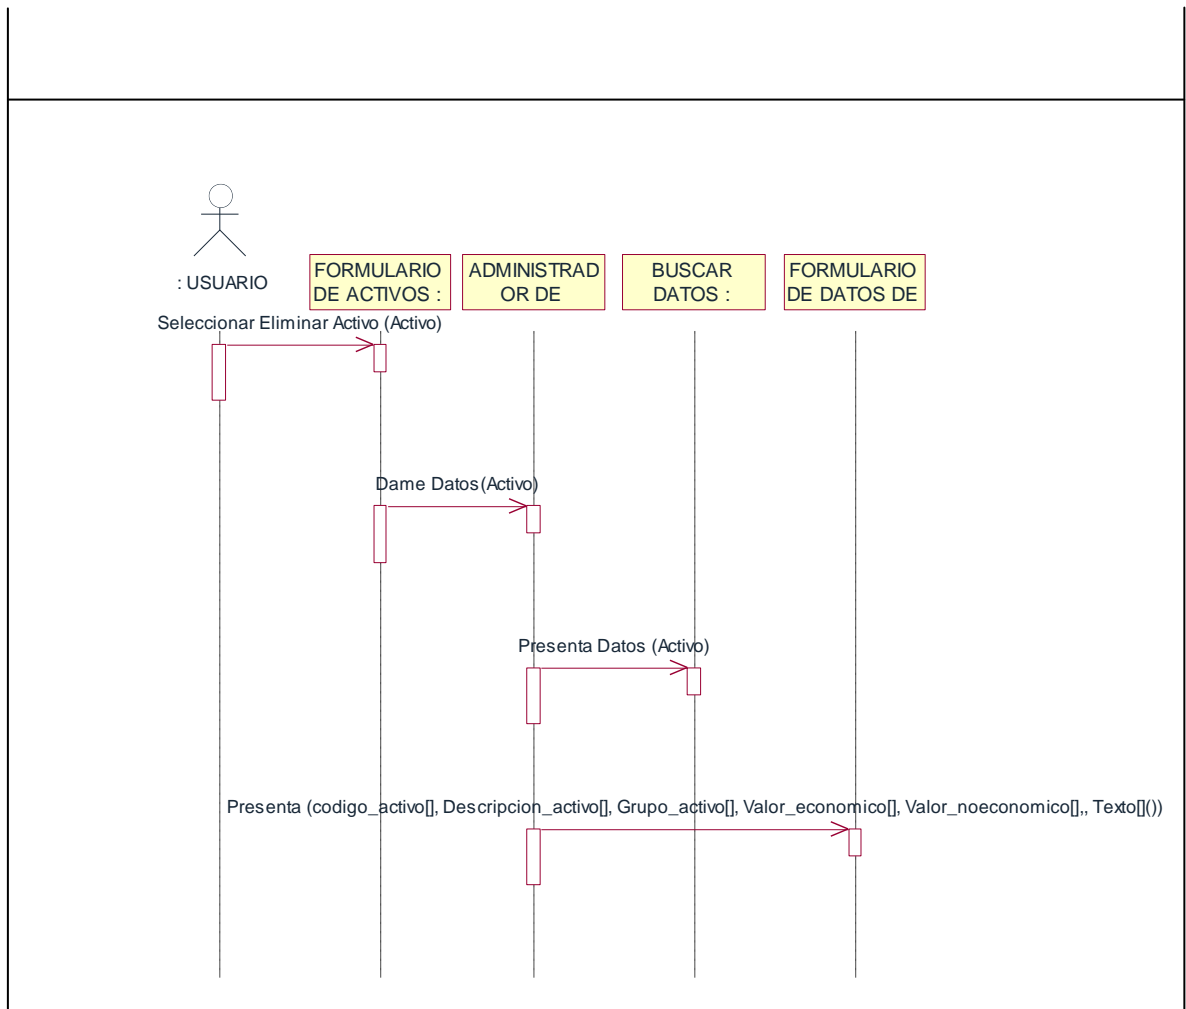 : USUARIO
FORMULARIO
DE ACTIVOS :
ADMINISTRAD
OR DE
BUSCAR
DATOS :
FORMULARIO
DE DATOS DE
Seleccionar Eliminar Activo (Activo)
Dame Datos(Activo)
Presenta Datos (Activo)
Presenta (codigo_activo[], Descripcion_activo[], Grupo_activo[], Valor_economico[], Valor_noeconomico[],, Texto[]())